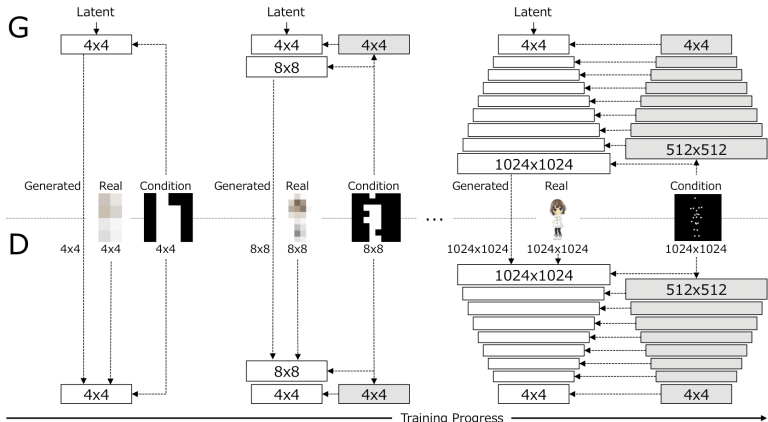 Latent Latent Latent
G
4x4 4x4 4x4 4x4 4x4
8x8
512x512
1024x1024
Generated Real Condition Generated Real Condition Generated Real Condition
...
D
4x4 4x4 4x4 8x8 8x8 8x8 1024x1024 1024x1024 1024x1024
1024x1024
512x512
8x8
4x4 4x4 4x4 4x4 4x4
Training Progress